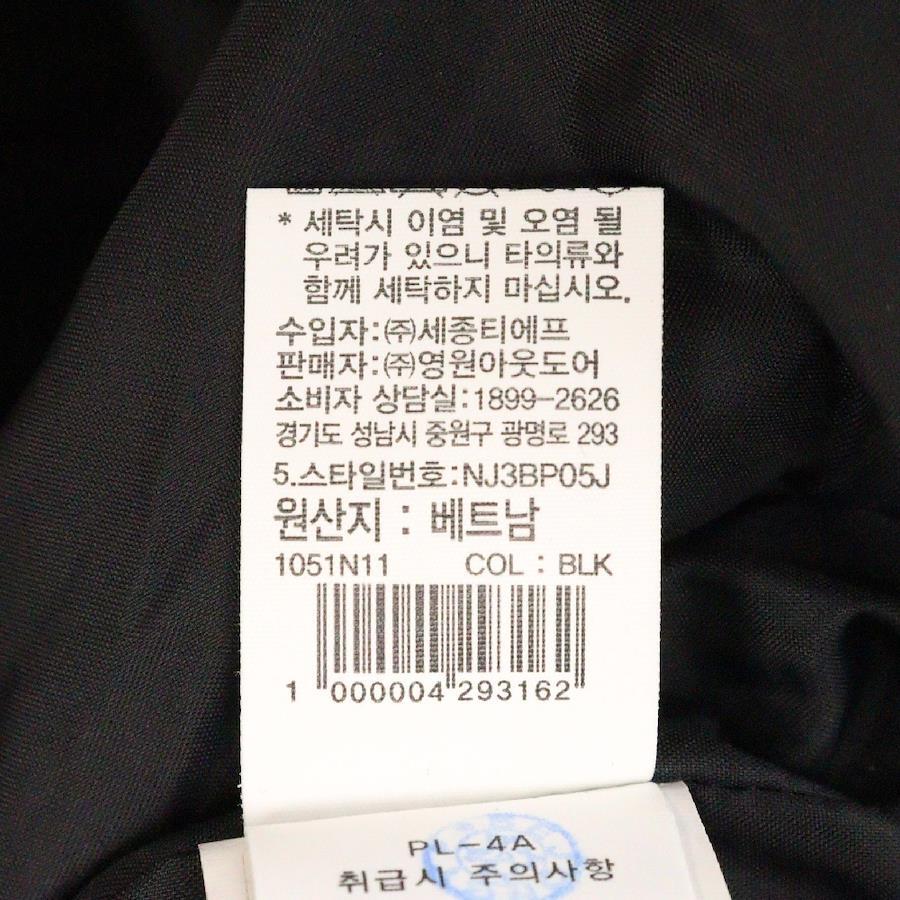 * 세탁시 이염 및 오염 될
우려가 있으니 타의류와
함께 세탁하지 마십시오.
수입자:㈜세종티에프
판매자:㈜영원아웃도어
소비자 상담실:1899-2626
경기도 성남시 중원구 광명로 293
5.스타일번호:NJ3BP05J
원산지 : 베트남
1051N11 COL : BLK
1 000004 293162
PL-4A
취급시 주의사항